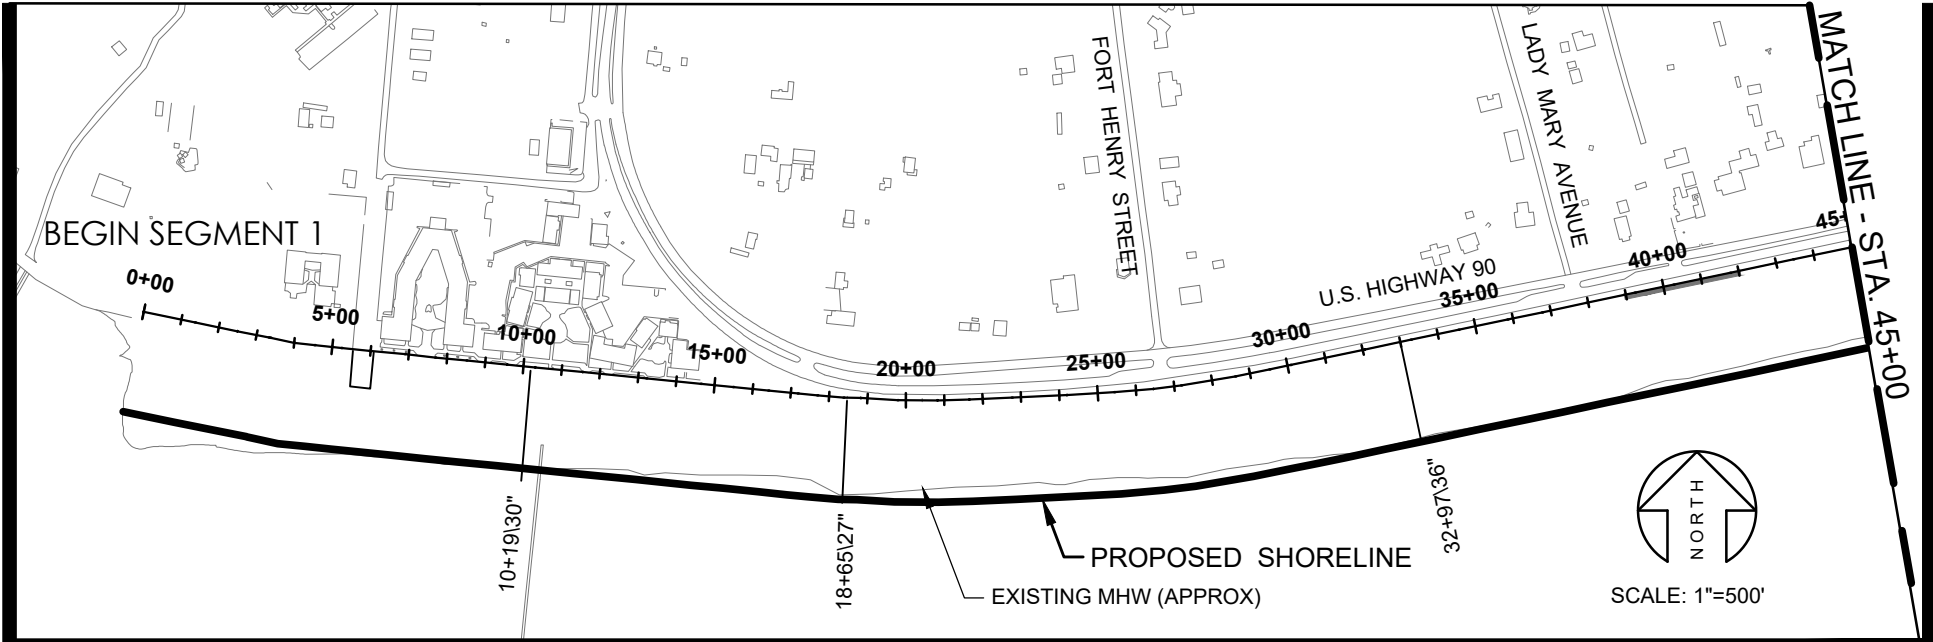 BEGIN SEGMENT 1
0+00
5+00
10+00
15+00
20+00
25+00
30+00
35+00
40+00
45+
FORT HENRY STREET
LADY MARY AVENUE
U.S. HIGHWAY 90
MATCH LINE - STA. 45+00
10+19\30"
18+65\27"
32+97\36"
PROPOSED SHORELINE
EXISTING MHW (APPROX)
NORTH
SCALE: 1"=500'